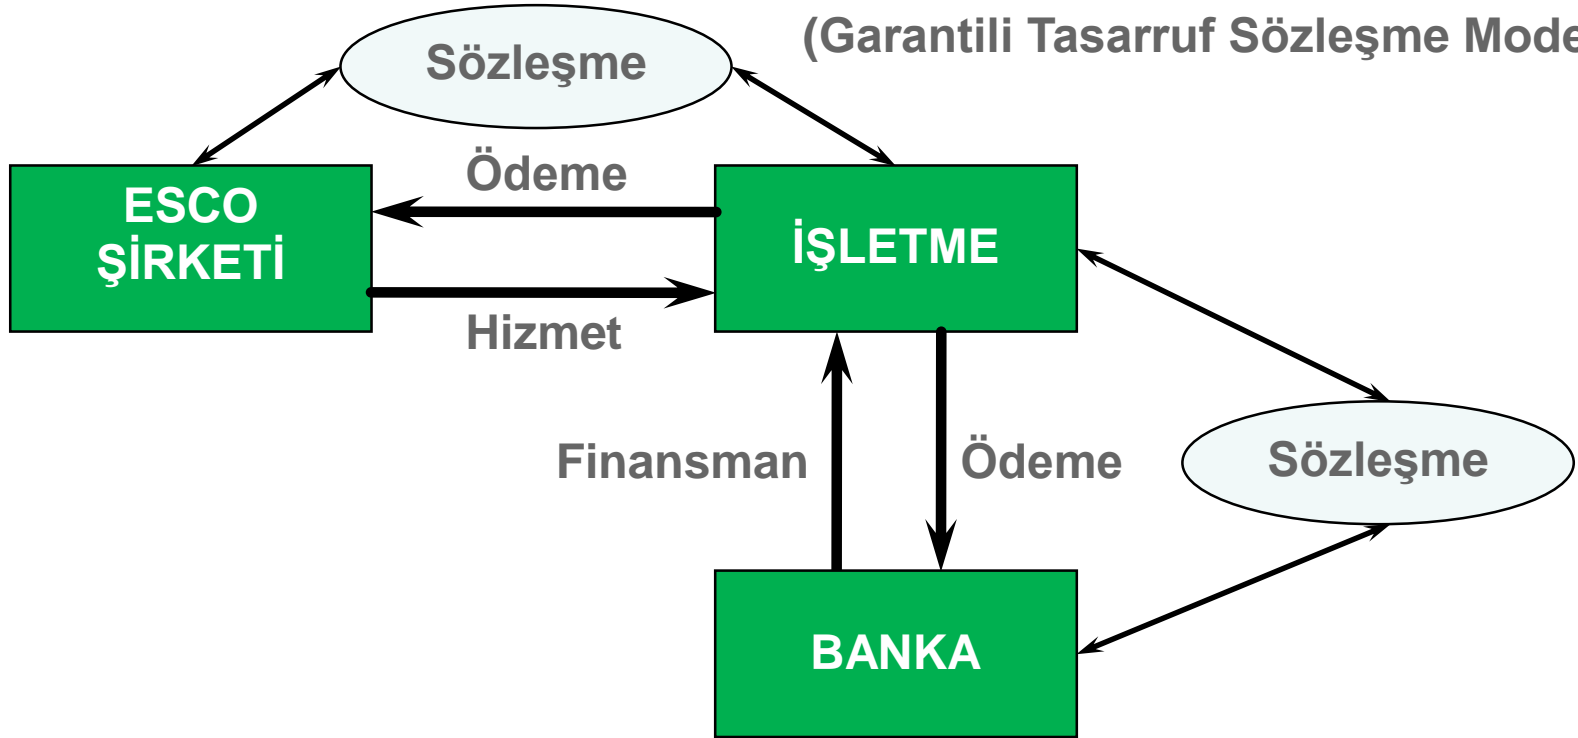 (Garantili Tasarruf Sözleşme Mode
Sözleşme
Ödeme
ESCO
ŞİRKETİ
İŞLETME
Hizmet
Finansman
Ödeme
Sözleşme
BANKA